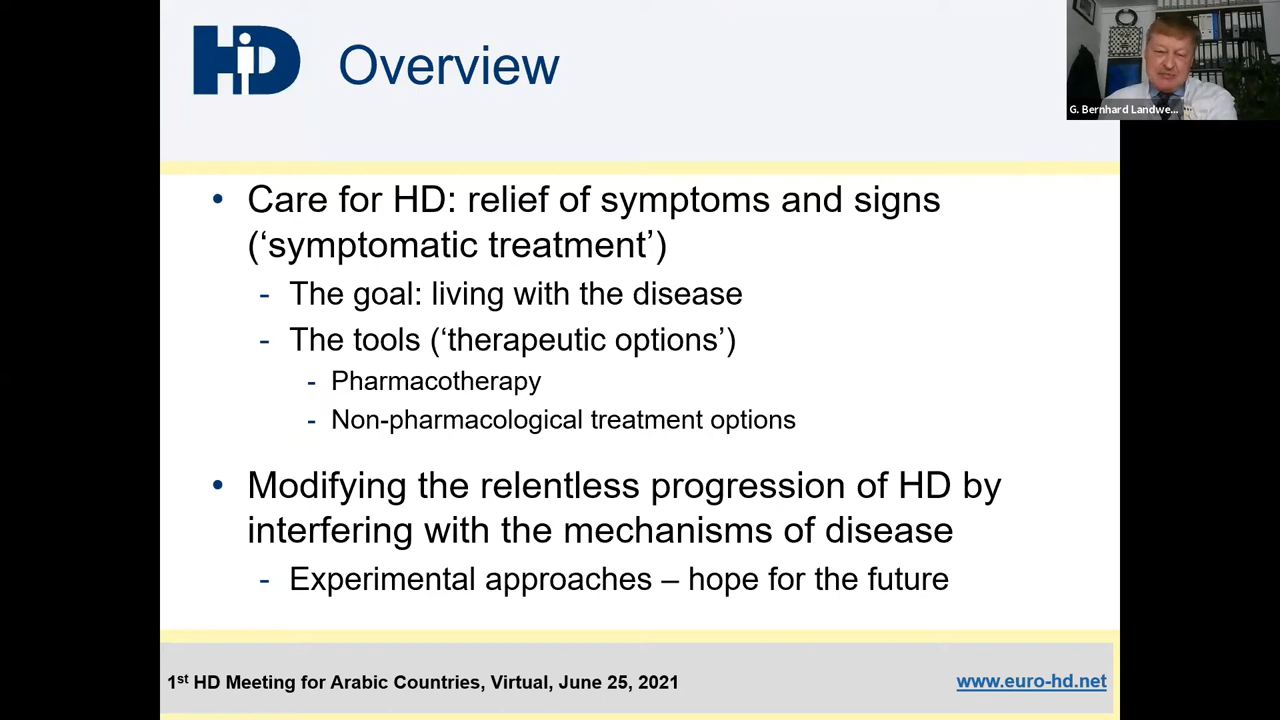 HD
Overview
G. Bernhard Landwe...
• Care for HD: relief of symptoms and signs
(‘symptomatic treatment’)
- The goal: living with the disease
- The tools (‘therapeutic options’)
- Pharmacotherapy
- Non-pharmacological treatment options
• Modifying the relentless progression of HD by
interfering with the mechanisms of disease
- Experimental approaches – hope for the future
1st HD Meeting for Arabic Countries, Virtual, June 25, 2021
www.euro-hd.net